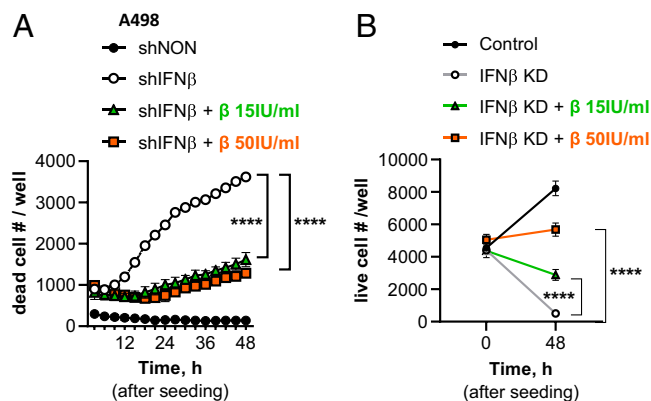 A
A498
shNON
shIFNβ
shIFNβ + β 15IU/ml
shIFNβ + β 50IU/ml
dead cell # / well
4000
3000
2000
1000
0
****
****
12
24
36
48
Time, h
(after seeding)
B
Control
IFNβ KD
IFNβ KD + β 15IU/ml
IFNβ KD + β 50IU/ml
live cell # / well
10000
8000
6000
4000
2000
0
****
****
0
48
Time, h
(after seeding)